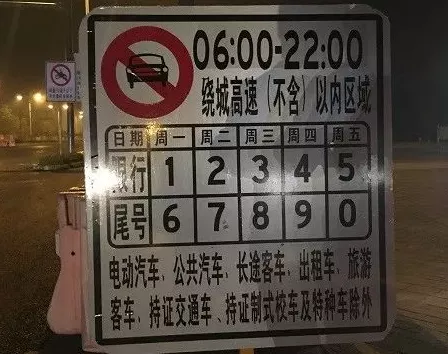 06:00-22:00
绕城高速（不含）以内区域
日期 周一 周二 周三 周四 周五
限行 1 2 3 4 5
尾号 6 7 8 9 0
电动汽车、公共汽车、长途客车、出租车、旅游
客车、持证交通车、持证制式校车及特种车除外